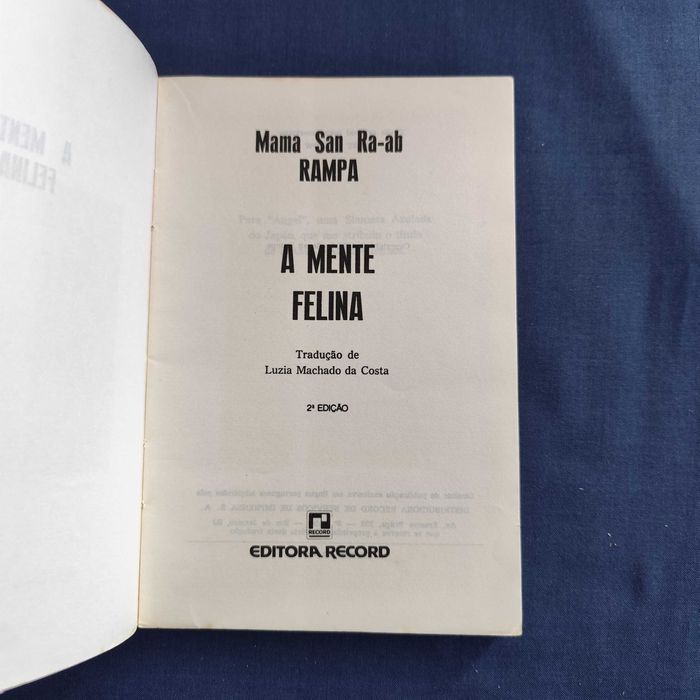 Mama San Ra-ab
RAMPA
A MENTE
FELINA
Tradução de
Luzia Machado da Costa
2ª EDIÇÃO
RECORD
EDITORA RECORD